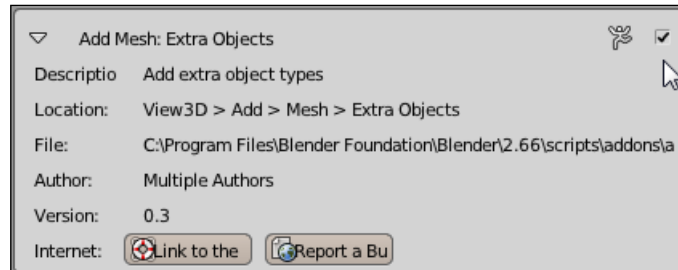 Add Mesh: Extra Objects
Descriptio Add extra object types
Location: View3D > Add > Mesh > Extra Objects
File: C:\Program Files\Blender Foundation\Blender\2.66\scripts\addons\a
Author: Multiple Authors
Version: 0.3
Internet: Link to the Report a Bu